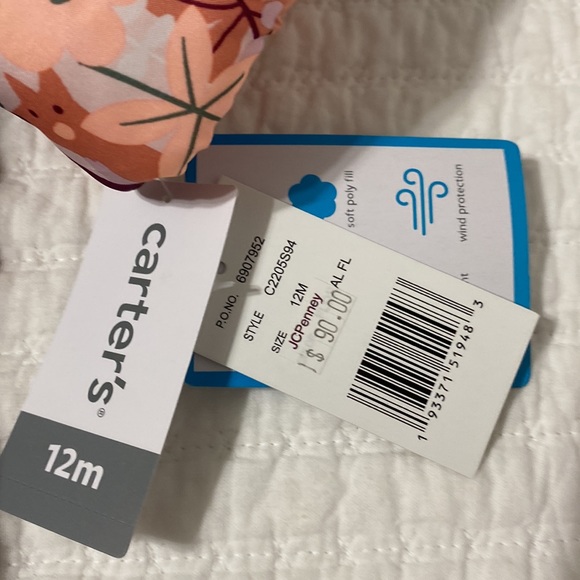 carter's®
12m
P.O.NO. 6907952
STYLE C2205S94
SIZE 12M
AL FL
JCPenney
$ 90.00
1 93371 51948 3
soft poly fill
wind protection